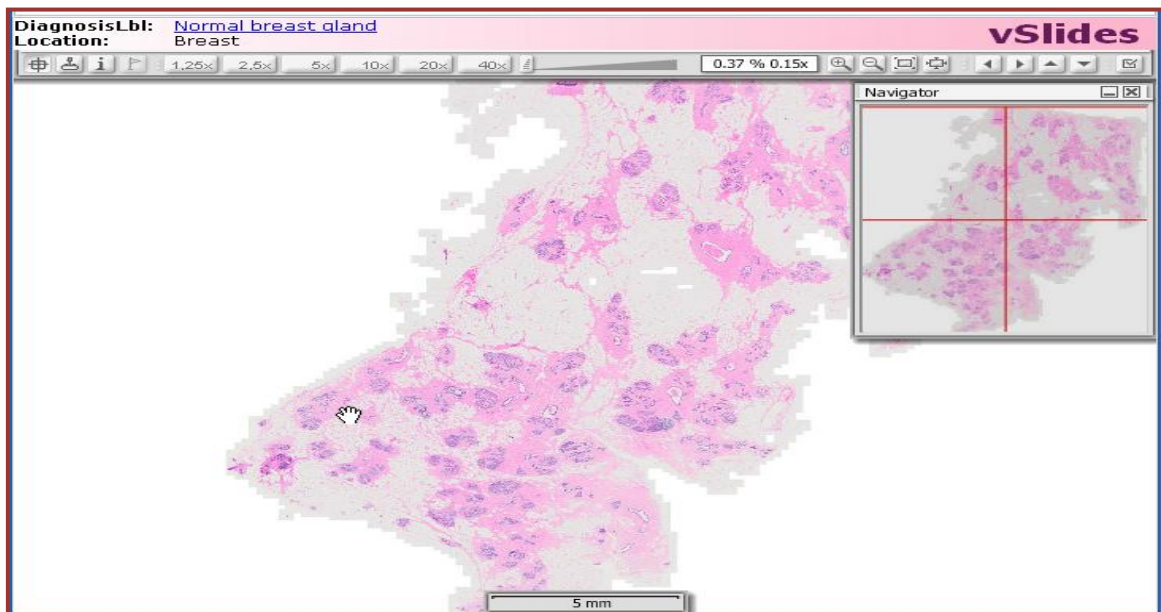 DiagnosisLbl: Normal breast gland vSlides
Location: Breast
i 1,25x 2,5x 5x 10x 20x 40x 0.37 % 0.15x
Navigator
5 mm